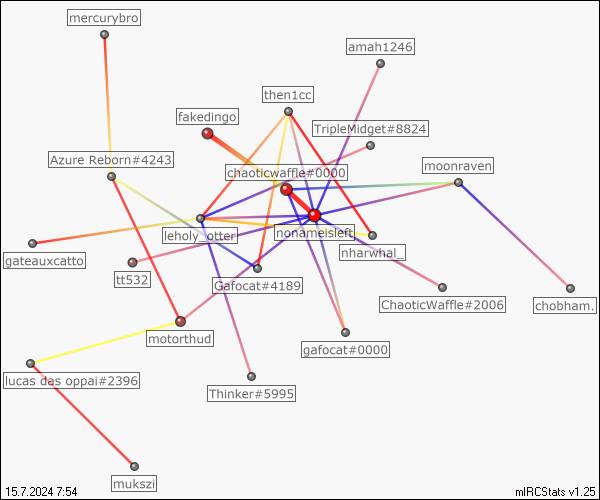 mercurybro
amah1246
then1cc
fakedingo
TripleMidget#8824
Azure Reborn#4243
chaoticwaffle#0000
moonraven
leholy_otter
nonameisleft
nharwhal_
gateauxcatto
tt532
Gafocat#4189
ChaoticWaffle#2006
chobham.
motorthud
gafocat#0000
lucas das oppai#2396
Thinker#5995
mukszi
15.7.2024 7:54
mIRCStats v1.25